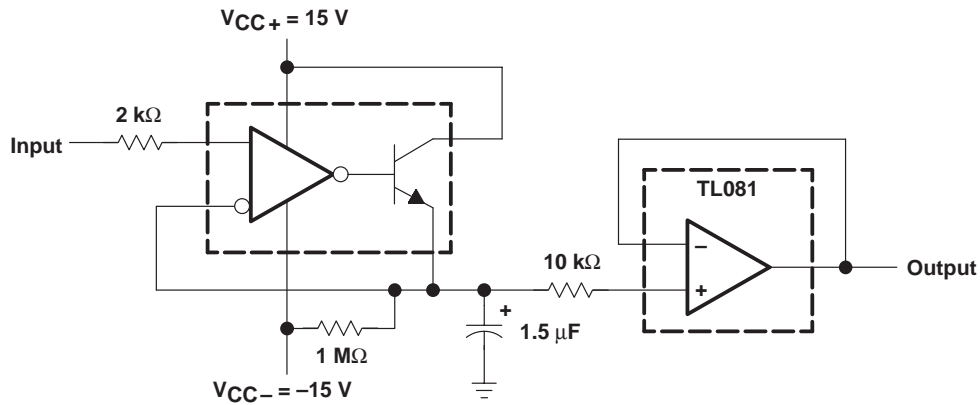 VCC+ = 15 V
2 kΩ
Input
TL081
−
+
10 kΩ
Output
+
1.5 μF
1 MΩ
VCC− = −15 V